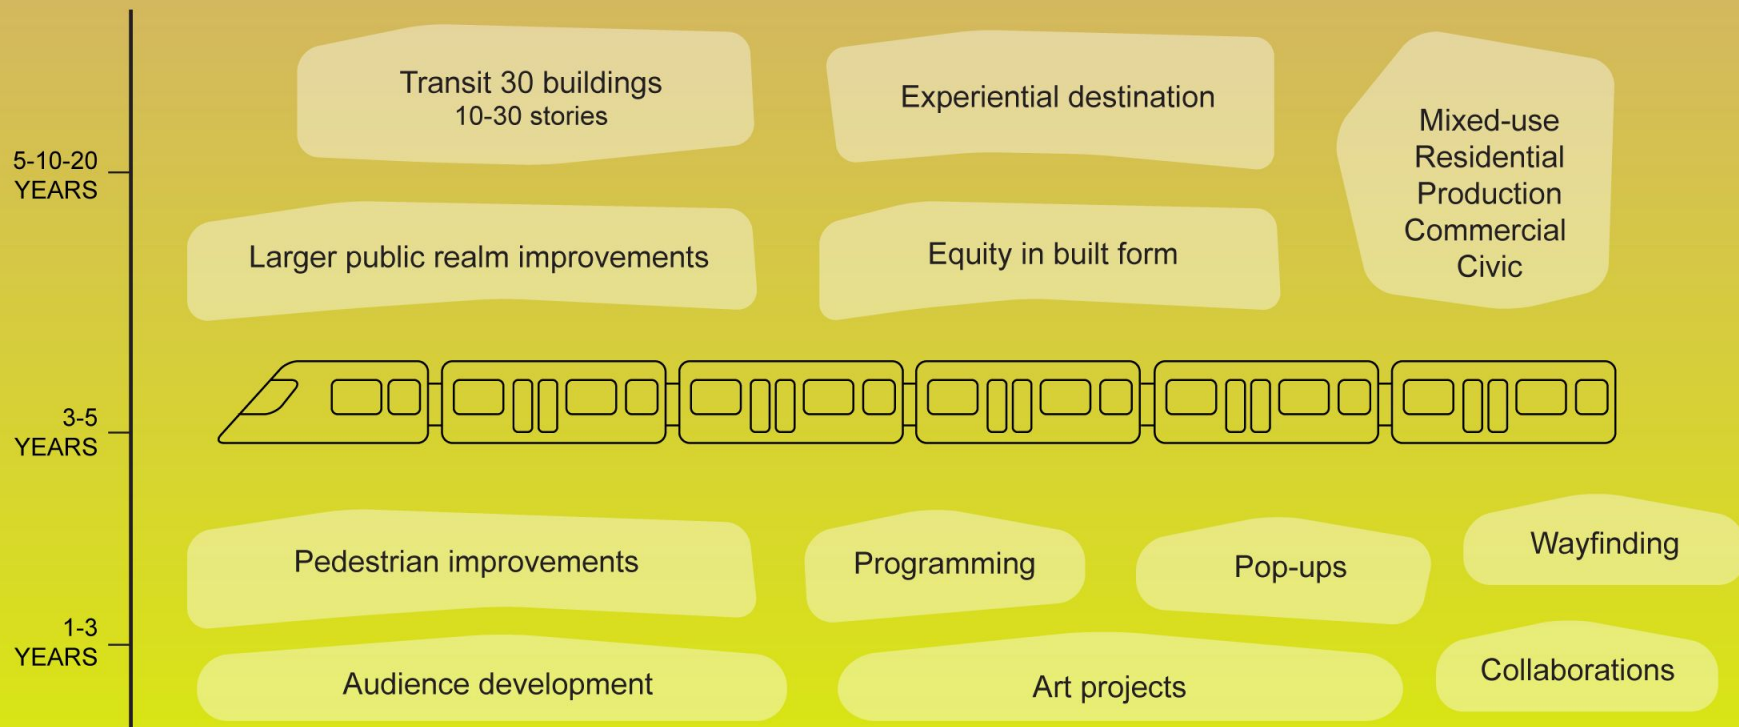 Transit 30 buildings
10-30 stories
Experiential destination
Mixed-use
Residential
Production
Commercial
Civic
5-10-20
YEARS
Larger public realm improvements
Equity in built form
3-5
YEARS
Pedestrian improvements
Programming
Pop-ups
Wayfinding
1-3
YEARS
Audience development
Art projects
Collaborations